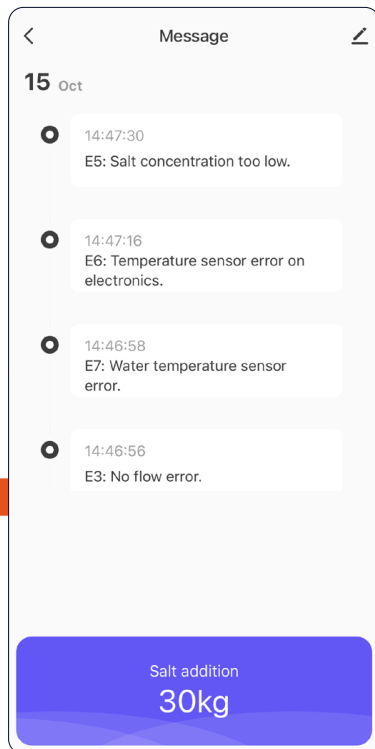 Message
15 Oct
14:47:30
E5: Salt concentration too low.
14:47:16
E6: Temperature sensor error on
electronics.
14:46:58
E7: Water temperature sensor
error.
14:46:56
E3: No flow error.
Salt addition
30kg